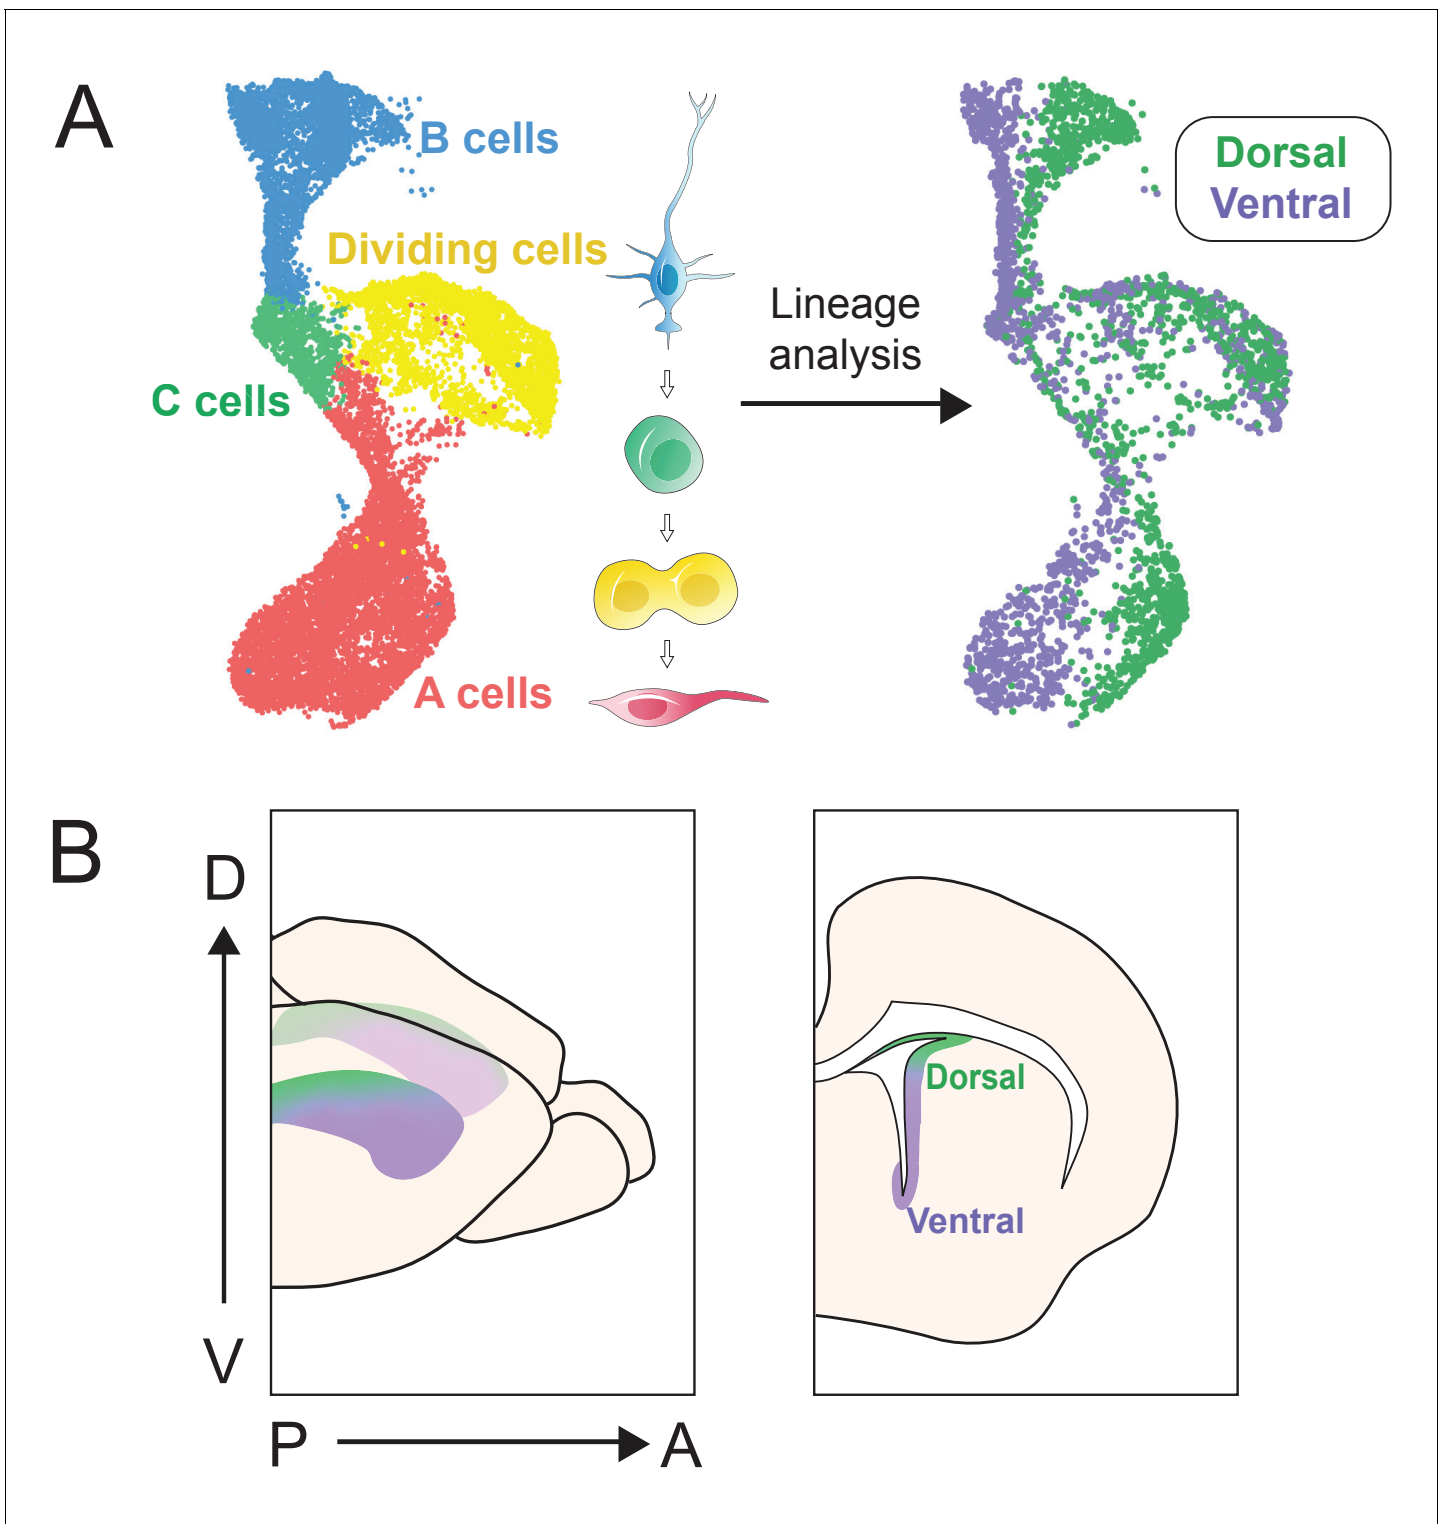 A
B cells
Dividing cells
C cells
A cells
Lineage
analysis
Dorsal
Ventral
B
D
V
P
A
Dorsal
Ventral